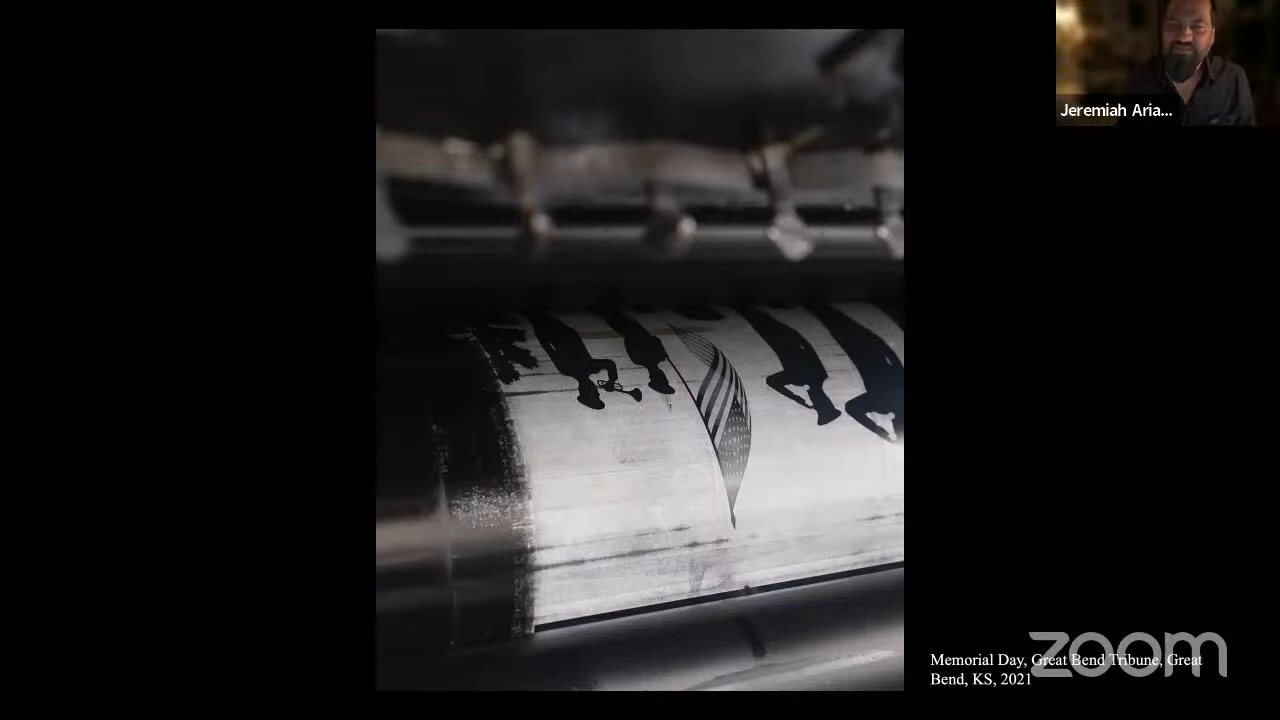 Jeremiah Aria...
Memorial Day, Great Bend Tribune, Great
Bend, KS, 2021
zoom